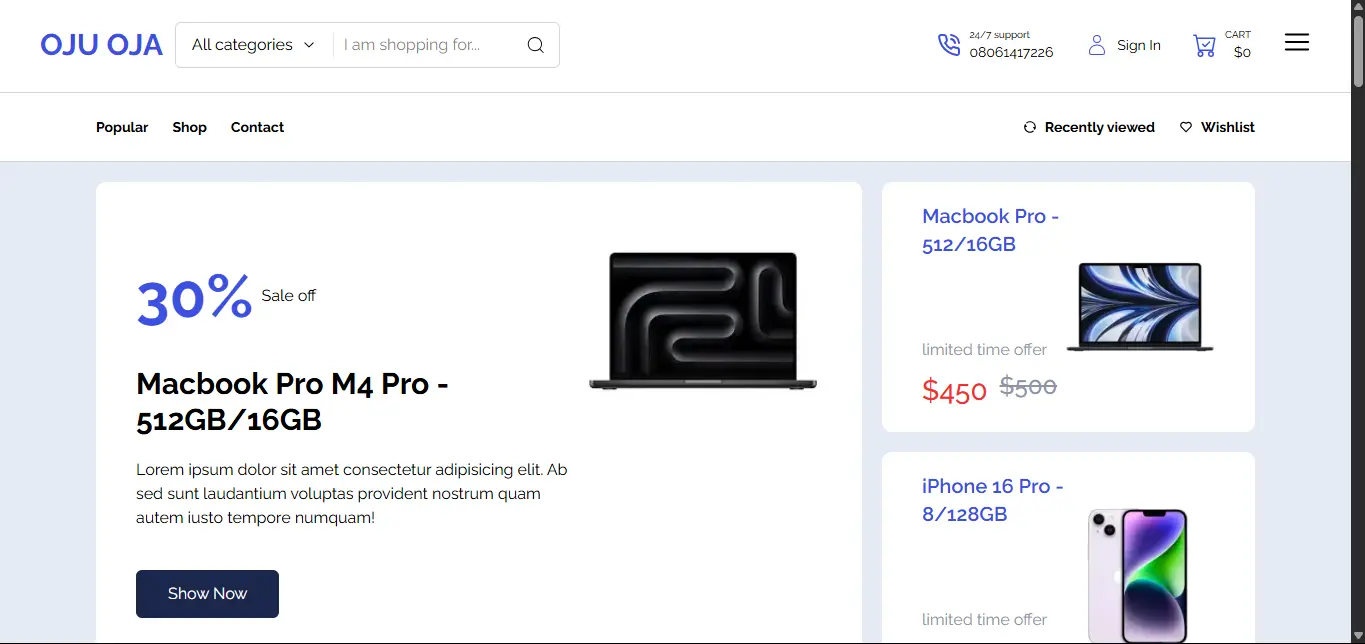 OJU OJA
All categories
I am shopping for...
24/7 support
08061417226
Sign In
CART
$0
Popular
Shop
Contact
Recently viewed
Wishlist
30% Sale off
Macbook Pro M4 Pro -
512GB/16GB
Lorem ipsum dolor sit amet consectetur adipisicing elit. Ab
sed sunt laudantium voluptas provident nostrum quam
autem iusto tempore numquam!
Show Now
Macbook Pro -
512/16GB
limited time offer
$450 $500
iPhone 16 Pro -
8/128GB
limited time offer